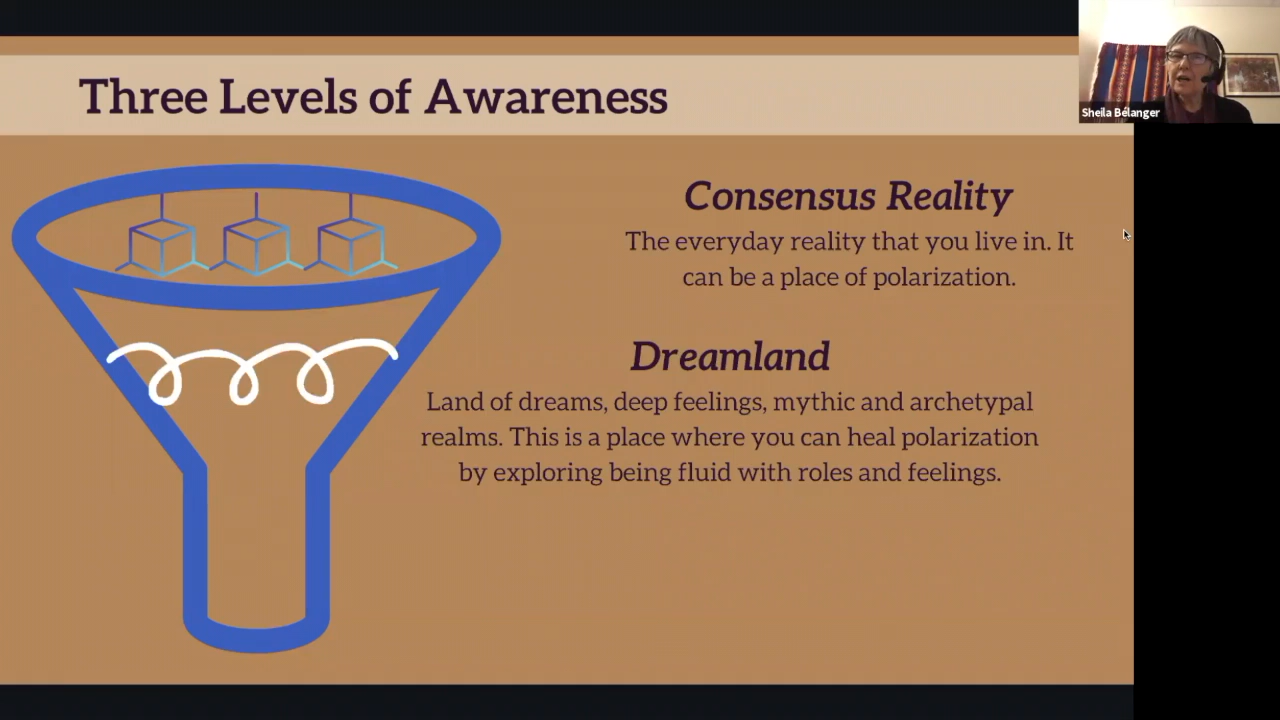 Three Levels of Awareness
Sheila Bélanger
Consensus Reality
The everyday reality that you live in. It
can be a place of polarization.
Dreamland
Land of dreams, deep feelings, mythic and archetypal
realms. This is a place where you can heal polarization
by exploring being fluid with roles and feelings.